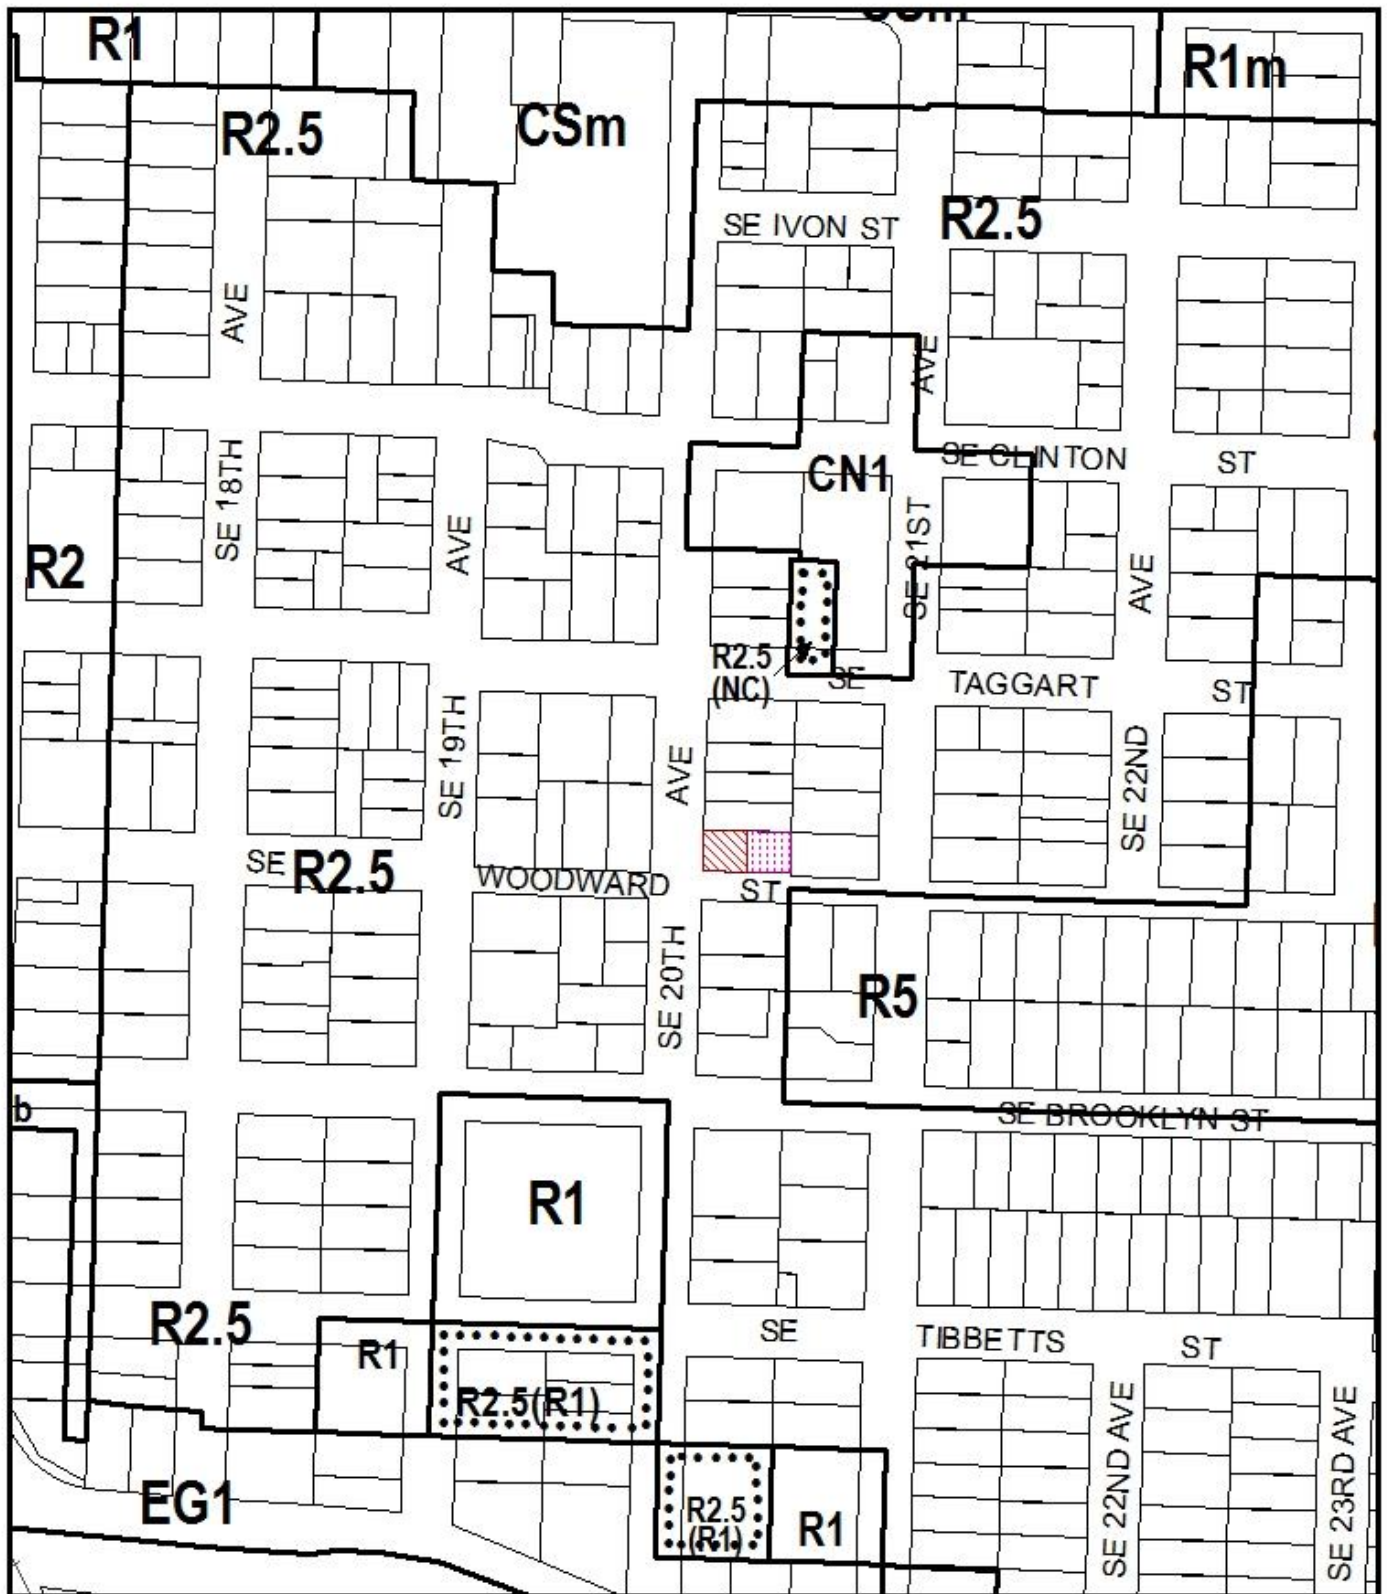 R1
R1m
R2.5
CSm
SE IVON ST
R2.5
AVE
AVE
SE 18TH
AVE
CN1
SE CLINTON
ST
R2
SE 21ST
AVE
R2.5
(NC)
SE
TAGGART
ST
SE 19TH
AVE
SE 22ND
SE
R2.5
WOODWARD
ST
SE 20TH
R5
b
SE BROOKLYN ST
R1
R2.5
R1
SE
TIBBETTS
ST
R2.5(R1)
SE 22ND AVE
SE 23RD AVE
EG1
R2.5
(R1)
R1